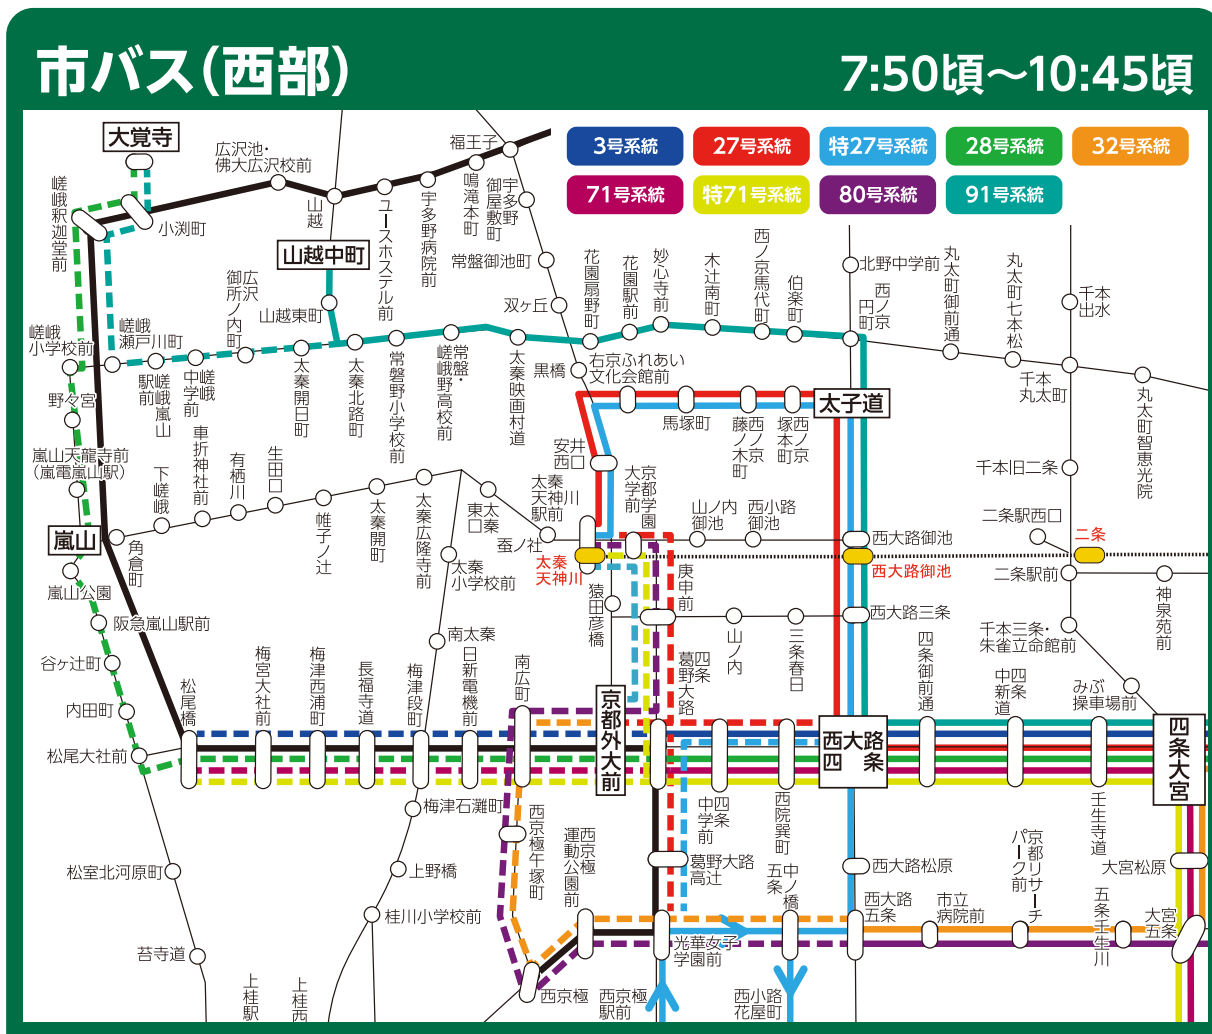 市バス(西部)
7:50頃～10:45頃
3号系統
27号系統
特27号系統
28号系統
32号系統
71号系統
特71号系統
80号系統
91号系統
大覚寺
広沢池・
佛大広沢校前
福王子
嵯峨釈迦堂前
小渕町
山越
ユースホステル前
宇多野病院前
鳴滝本町
宇多野
御屋敷町
山越中町
常盤御池町
双ケ丘
花園扇野町
花園駅前
妙心寺前
木辻南町
西ノ京馬代町
伯楽町
北野中学前
西ノ京
円町
丸太町御前通
丸太町七本松
千本
出水
広沢
御所ノ内町
山越東町
嵯峨
小学校前
嵯峨
瀬戸川町
嵯峨嵐山
駅前
嵯峨
中学前
太秦開日町
太秦北路町
常磐野小学校前
常盤・
嵯峨野高校前
太秦映画村道
黒橋
右京ふれあい
文化会館前
千本
丸太町
丸太町智恵光院
野々宮
馬塚町
西ノ京
藤ノ木町
西ノ京
塚本町
太子道
嵐山天龍寺前
(嵐電嵐山駅)
車折神社前
下嵯峨
有栖川
生田口
安井
西口
太秦
天神川
駅前
京都学園
大学前
千本旧二条
嵐山
角倉町
帷子ノ辻
太秦開町
太秦広隆寺前
東太秦口
蚕ノ社
山ノ内
御池
西小路
御池
西大路御池
二条駅西口
二条
太秦
天神川
西大路御池
二条駅前
神泉苑前
嵐山公園
太秦
小学校前
猿田彦橋
庚申前
山ノ内
三条春日
西大路三条
千本三条・
朱雀立命館前
阪急嵐山駅前
南太秦
谷ケ辻町
内田町
松尾橋
梅宮大社前
梅津西浦町
長福寺道
梅津段町
日新電機前
南広町
京都外大前
四条
葛野大路
四条御前通
四条
中新道
みぶ
操車場前
西大路
四条
四条大宮
松尾大社前
梅津石灘町
西京極午塚町
西京極
運動公園前
四条
中学前
西院巽町
壬生寺道
松室北河原町
上野橋
葛野大路
高辻
中ノ橋
五条
西大路松原
京都リサーチ
パーク前
大宮松原
桂川小学校前
西大路
五条
市立
病院前
五条壬生川
大宮
五条
苔寺道
光華女子
学園前
上桂駅
上桂西
西京極
西京極
駅前
西小路
花屋町